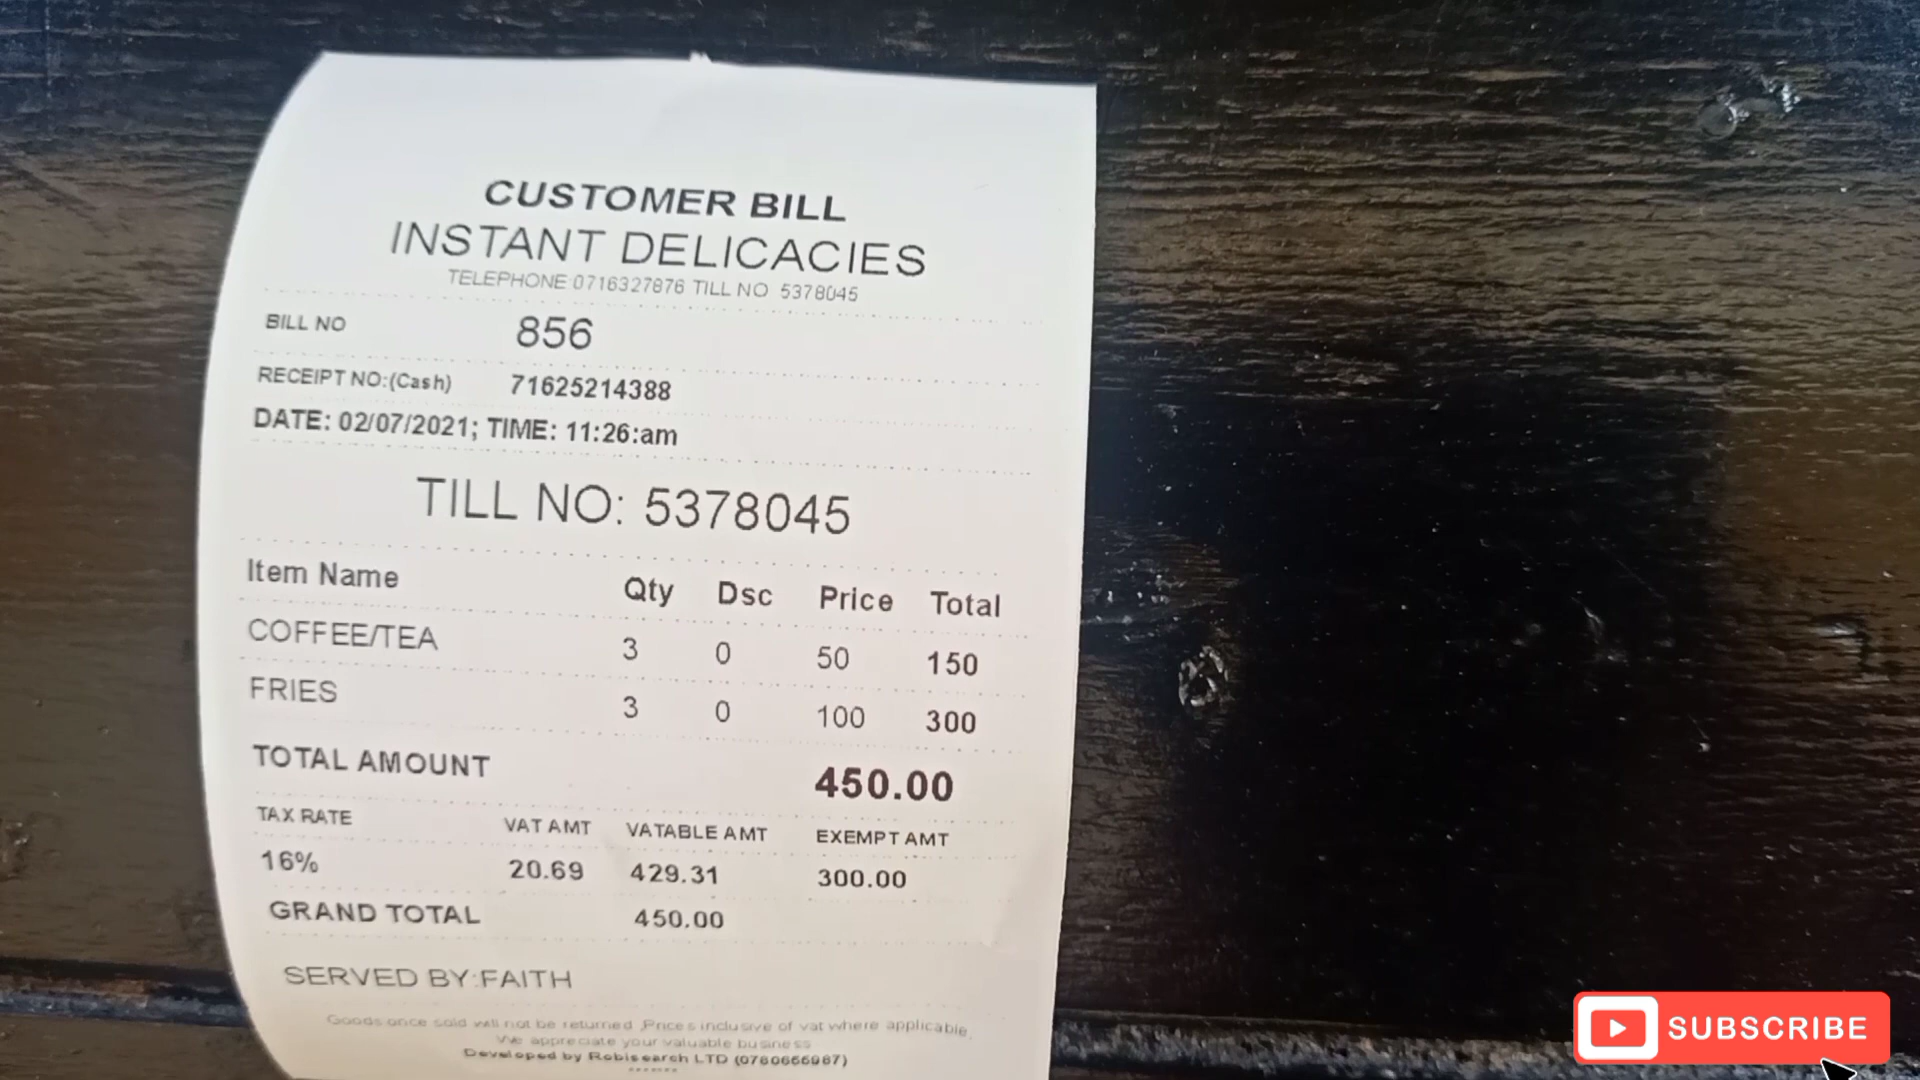 CUSTOMER BILL
INSTANT DELICACIES
TELEPHONE:0716327876 TILL NO 5378045
BILL NO 856
RECEIPT NO:(Cash) 71625214388
DATE: 02/07/2021; TIME: 11:26:am
TILL NO: 5378045
Item Name Qty Dsc Price Total
COFFEE/TEA 3 0 50 150
FRIES 3 0 100 300
TOTAL AMOUNT 450.00
TAX RATE VAT AMT VATABLE AMT EXEMPT AMT
16% 20.69 429.31 300.00
GRAND TOTAL 450.00
SERVED BY:FAITH
Goods once sold will not be returned ,Prices inclusive of vat where applicable.
We appreciate your valuable business
Developed by Robisearch LTD (0780656987)
SUBSCRIBE